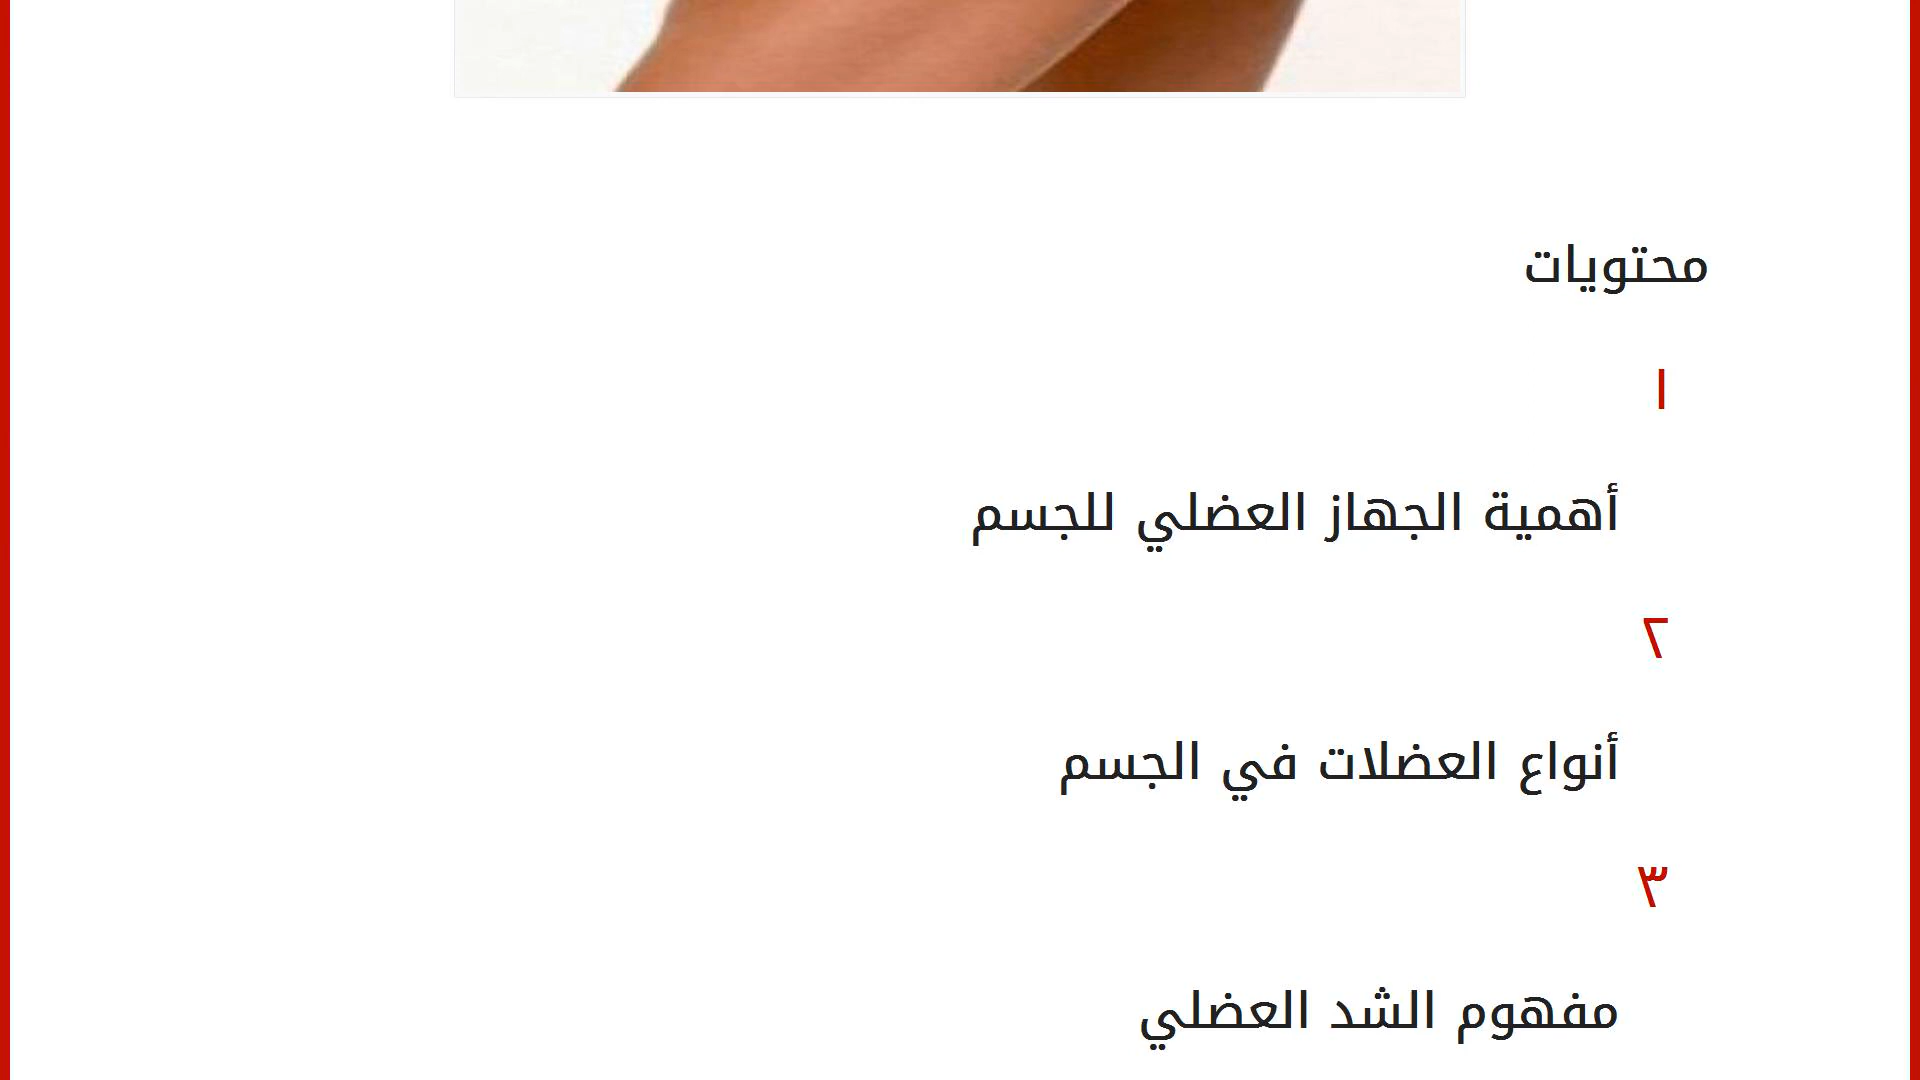 محتويات
١
أهمية الجهاز العضلي للجسم
٢
أنواع العضلات في الجسم
٣
مفهوم الشد العضلي